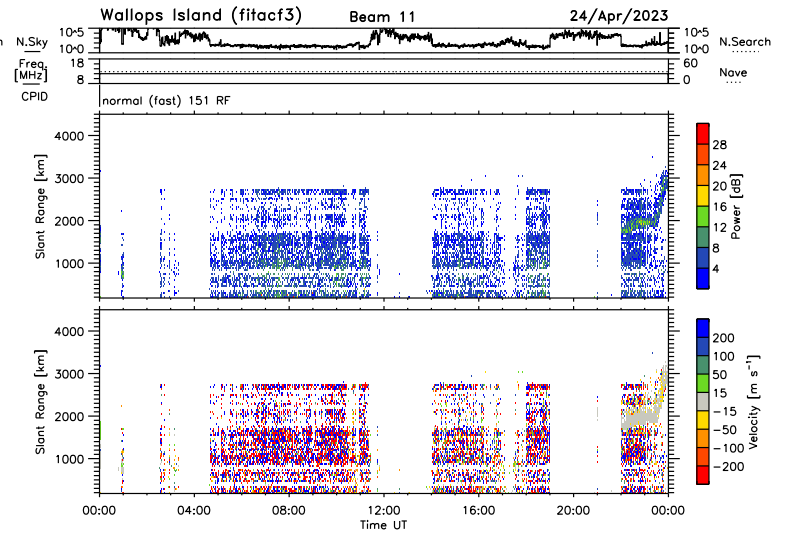 Wallops Island (fitacf3) Beam 11 24/Apr/2023
N.Sky 10^5 10^0 10^5 10^0 N.Search
Freq. [MHz] 18 8 60 0 Nave
CPID normal (fast) 151 RF
Slant Range [km] 4000 3000 2000 1000
Power [dB] 28 24 20 16 12 8 4
Slant Range [km] 4000 3000 2000 1000
Velocity [m s⁻¹] 200 100 50 15 −15 −50 −100 −200
00:00 04:00 08:00 12:00 16:00 20:00 00:00
Time UT